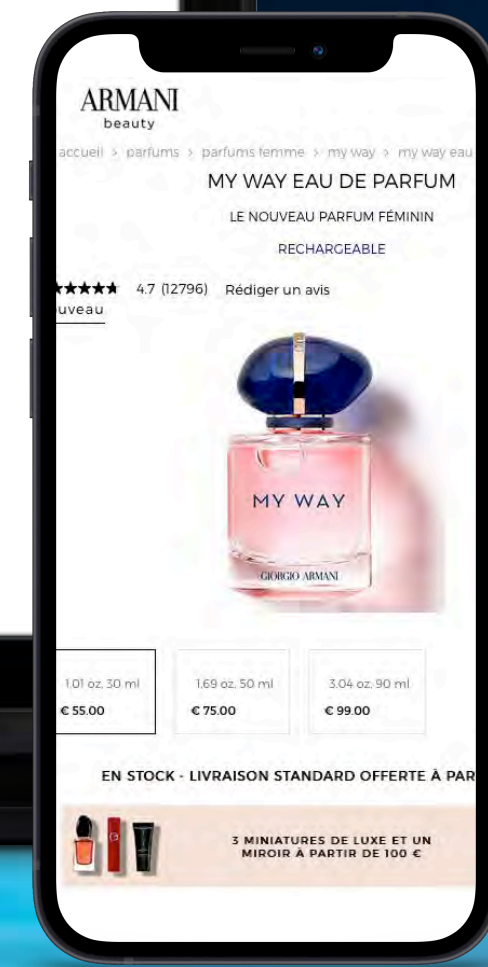 ARMANI
beauty
accueil > parfums > parfums femme > my way > my way eau
MY WAY EAU DE PARFUM
LE NOUVEAU PARFUM FÉMININ
RECHARGEABLE
4.7 (12796) Rédiger un avis
uveau
MY WAY
GIORGIO ARMANI
1.01 oz, 30 ml
1.69 oz, 50 ml
3.04 oz, 90 ml
€ 55.00
€ 75.00
€ 99.00
EN STOCK - LIVRAISON STANDARD OFFERTE À PAR
3 MINIATURES DE LUXE ET UN
MIROIR À PARTIR DE 100 €